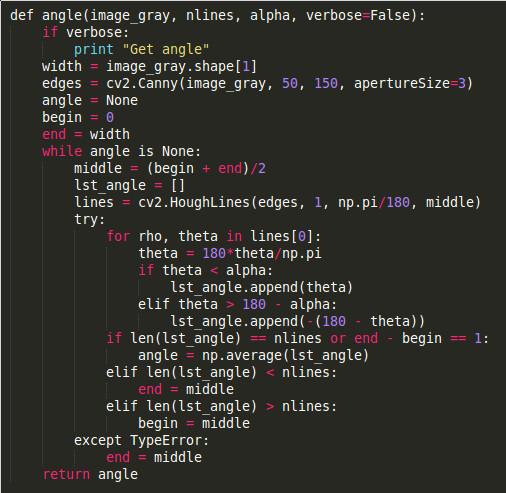 def angle(image_gray, nlines, alpha, verbose=False):
    if verbose:
        print "Get angle"
    width = image_gray.shape[1]
    edges = cv2.Canny(image_gray, 50, 150, apertureSize=3)
    angle = None
    begin = 0
    end = width
    while angle is None:
        middle = (begin + end)/2
        lst_angle = []
        lines = cv2.HoughLines(edges, 1, np.pi/180, middle)
        try:
            for rho, theta in lines[0]:
                theta = 180*theta/np.pi
                if theta < alpha:
                    lst_angle.append(theta)
                elif theta > 180 - alpha:
                    lst_angle.append(-(180 - theta))
            if len(lst_angle) == nlines or end - begin == 1:
                angle = np.average(lst_angle)
            elif len(lst_angle) < nlines:
                end = middle
            elif len(lst_angle) > nlines:
                begin = middle
        except TypeError:
            end = middle
    return angle